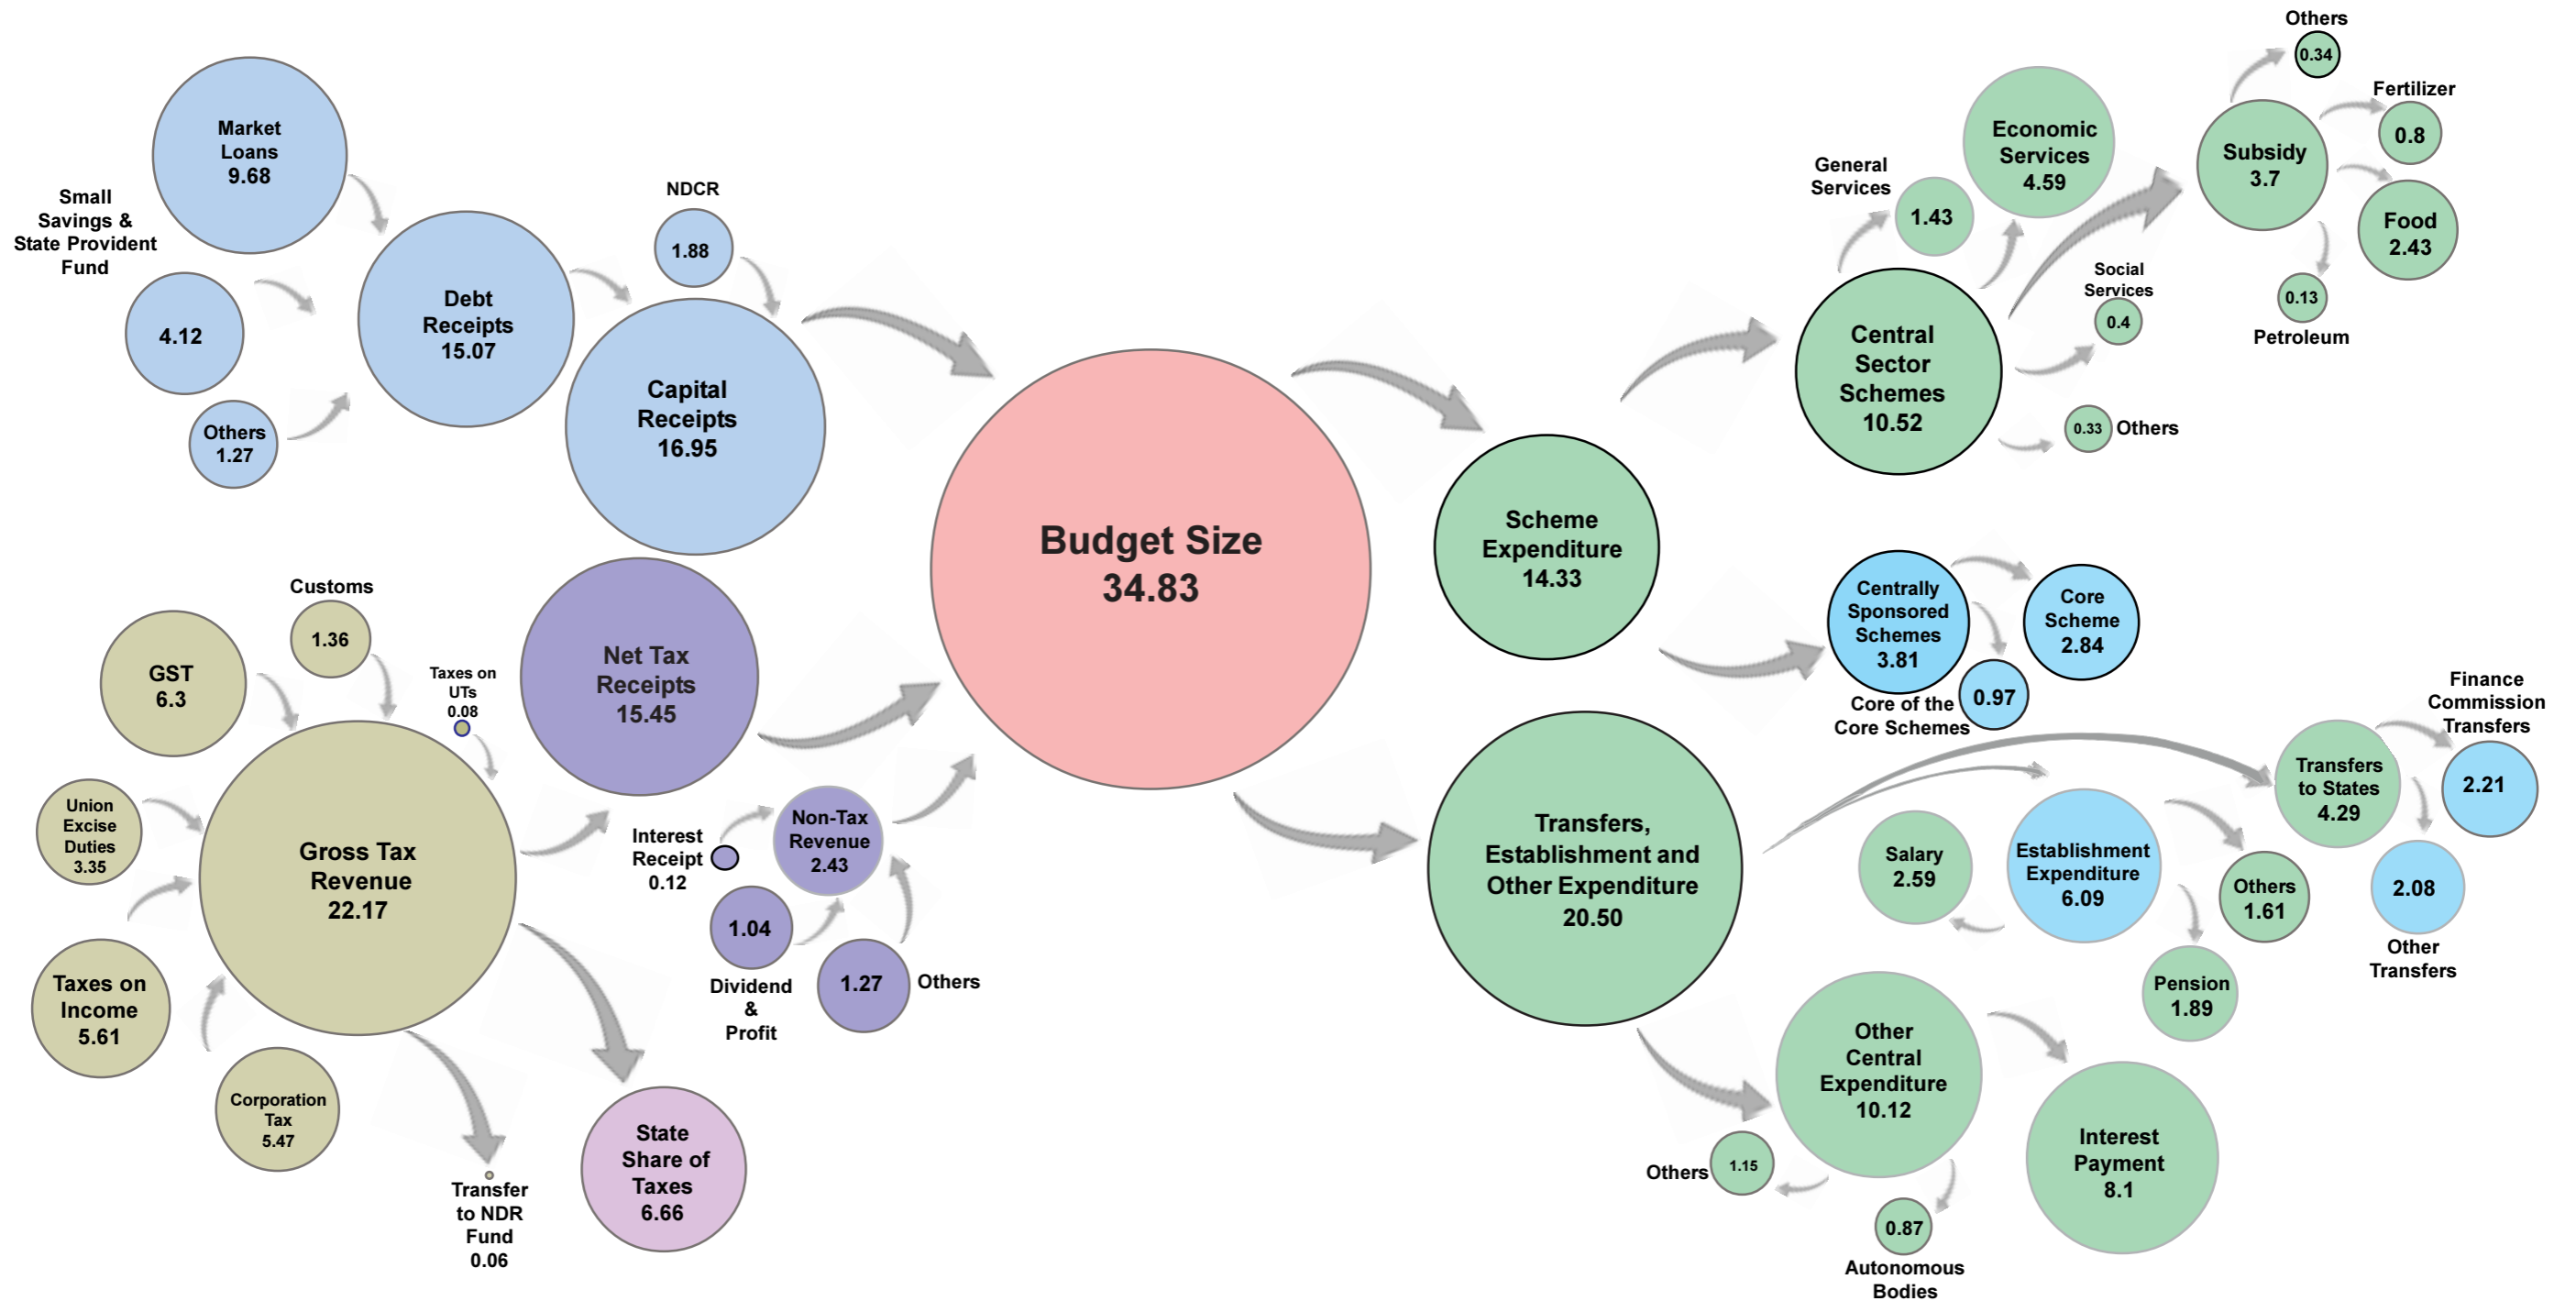 Market
Loans
9.68
Small
Savings &
State Provident
Fund
4.12
Others
1.27
Debt
Receipts
15.07
NDCR
1.88
Capital
Receipts
16.95
Customs
1.36
GST
6.3
Taxes on
UTs
0.08
Union
Excise
Duties
3.35
Gross Tax
Revenue
22.17
Taxes on
Income
5.61
Corporation
Tax
5.47
Transfer
to NDR
Fund
0.06
State
Share of
Taxes
6.66
Net Tax
Receipts
15.45
Interest
Receipt
0.12
Non-Tax
Revenue
2.43
1.04
Dividend
&
Profit
1.27
Others
Budget Size
34.83
Scheme
Expenditure
14.33
Central
Sector
Schemes
10.52
General
Services
1.43
Economic
Services
4.59
Subsidy
3.7
Others
0.34
Fertilizer
0.8
Food
2.43
0.13
Petroleum
Social
Services
0.4
0.33
Others
Centrally
Sponsored
Schemes
3.81
Core
Scheme
2.84
0.97
Core of the
Core Schemes
Transfers,
Establishment and
Other Expenditure
20.50
Transfers
to States
4.29
Finance
Commission
Transfers
2.21
2.08
Other
Transfers
Establishment
Expenditure
6.09
Salary
2.59
Others
1.61
Pension
1.89
Other
Central
Expenditure
10.12
Others
1.15
0.87
Autonomous
Bodies
Interest
Payment
8.1